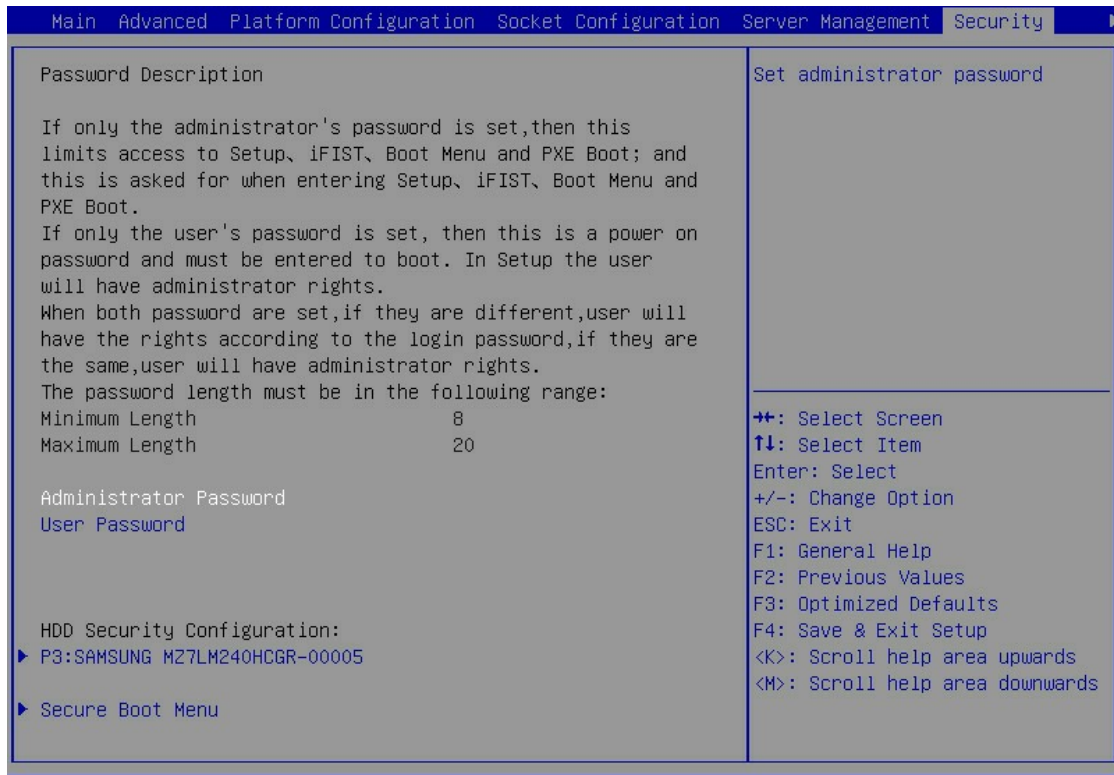 Main  Advanced  Platform Configuration  Socket Configuration  Server Management  Security
Password Description
If only the administrator's password is set,then this
limits access to Setup、iFIST、Boot Menu and PXE Boot; and
this is asked for when entering Setup、iFIST、Boot Menu and
PXE Boot.
If only the user's password is set, then this is a power on
password and must be entered to boot. In Setup the user
will have administrator rights.
When both password are set,if they are different,user will
have the rights according to the login password,if they are
the same,user will have administrator rights.
The password length must be in the following range:
Minimum Length 8
Maximum Length 20
Administrator Password
User Password
HDD Security Configuration:
P3:SAMSUNG MZ7LM240HCGR-00005
Secure Boot Menu
Set administrator password
→←: Select Screen
↑↓: Select Item
Enter: Select
+/-: Change Option
ESC: Exit
F1: General Help
F2: Previous Values
F3: Optimized Defaults
F4: Save & Exit Setup
<K>: Scroll help area upwards
<M>: Scroll help area downwards